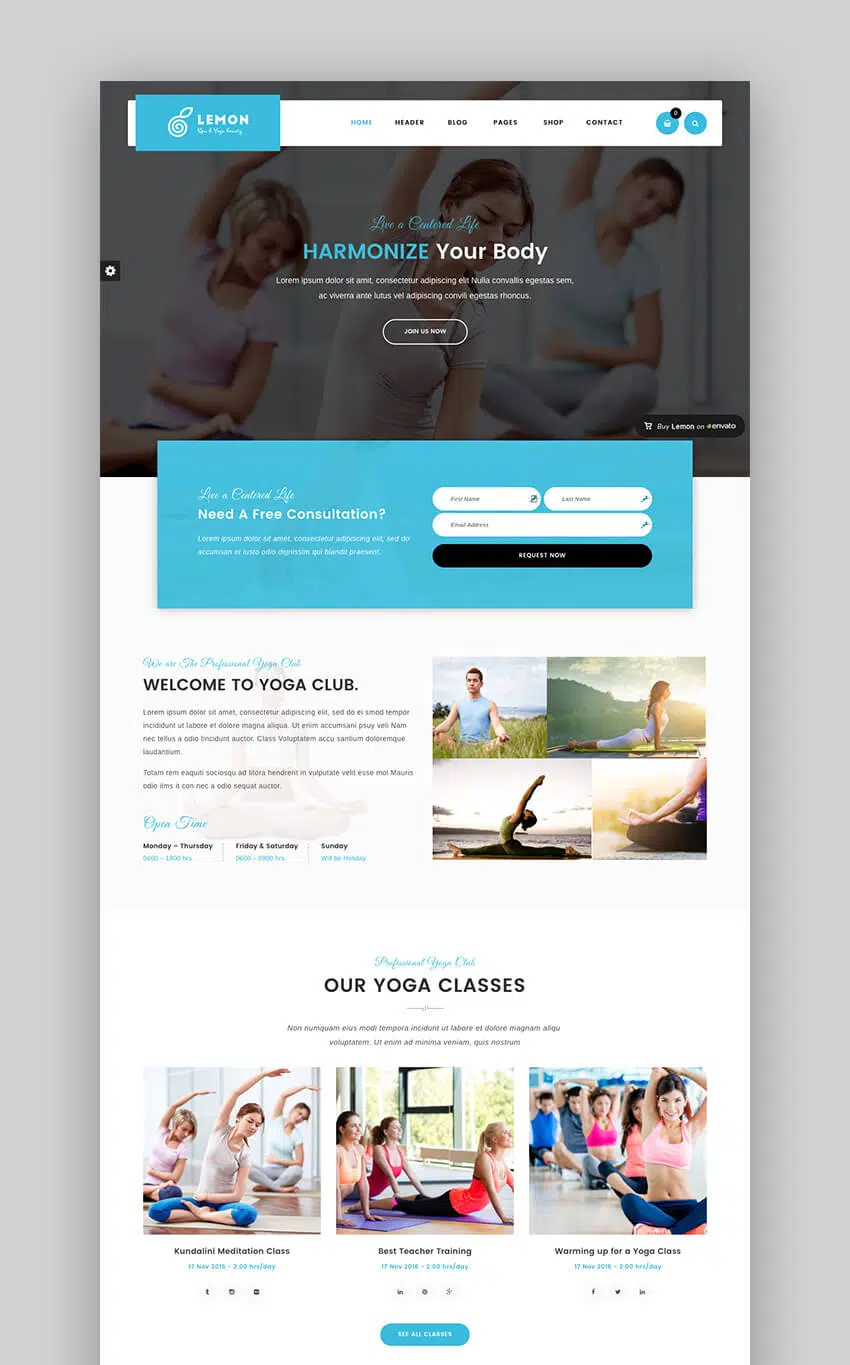 LEMON
Spa & Yoga beauty
HOME HEADER BLOG PAGES SHOP CONTACT
0
Live a Centered Life
HARMONIZE Your Body
Lorem ipsum dolor sit amit, consectetur adipiscing elit Nulla convallis egestas sem,
ac viverra ante lutus vel adipiscing convili egestas rhoncus.
JOIN US NOW
Buy Lemon on envato
Live a Centered Life
Need A Free Consultation?
Lorem ipsum dolor sit amet, consectetur adipiscing elit, sed do
accumsan et iusto odio dignissim qui blandit praesent.
First Name
Last Name
Email Address
REQUEST NOW
We are The Professional Yoga Club
WELCOME TO YOGA CLUB.
Lorem ipsum dolor sit amet, consectetur adipisicing elit, sed do ei smod tempor
incididunt ut labore et dolore magna aliqua. Ut enim accumsani psuy veli Nam
nec tellus a odio tincidunt auctor. Class Voluptatem accu santium doloremque
laudantium.
Totam rem eaquiti sociosqu ad litora hendrerit in vulputate velit esse mol Mauris
odio ilms it con nec a odio sequat auctor.
Open Time
Monday – Thursday
0600 – 1800 hrs
Friday & Saturday
0600 – 0900 hrs
Sunday
Will be Holiday
Professional Yoga Club
OUR YOGA CLASSES
Non numquam eius modi tempora incidunt ut labore et dolore magnam aliqu
voluptatem. Ut enim ad minima veniam, quis nostrum
Kundalini Meditation Class
17 Nov 2016 - 2:00 hrs/day
Best Teacher Training
17 Nov 2016 - 2:00 hrs/day
Warming up for a Yoga Class
17 Nov 2016 - 2:00 hrs/day
SEE ALL CLASSES